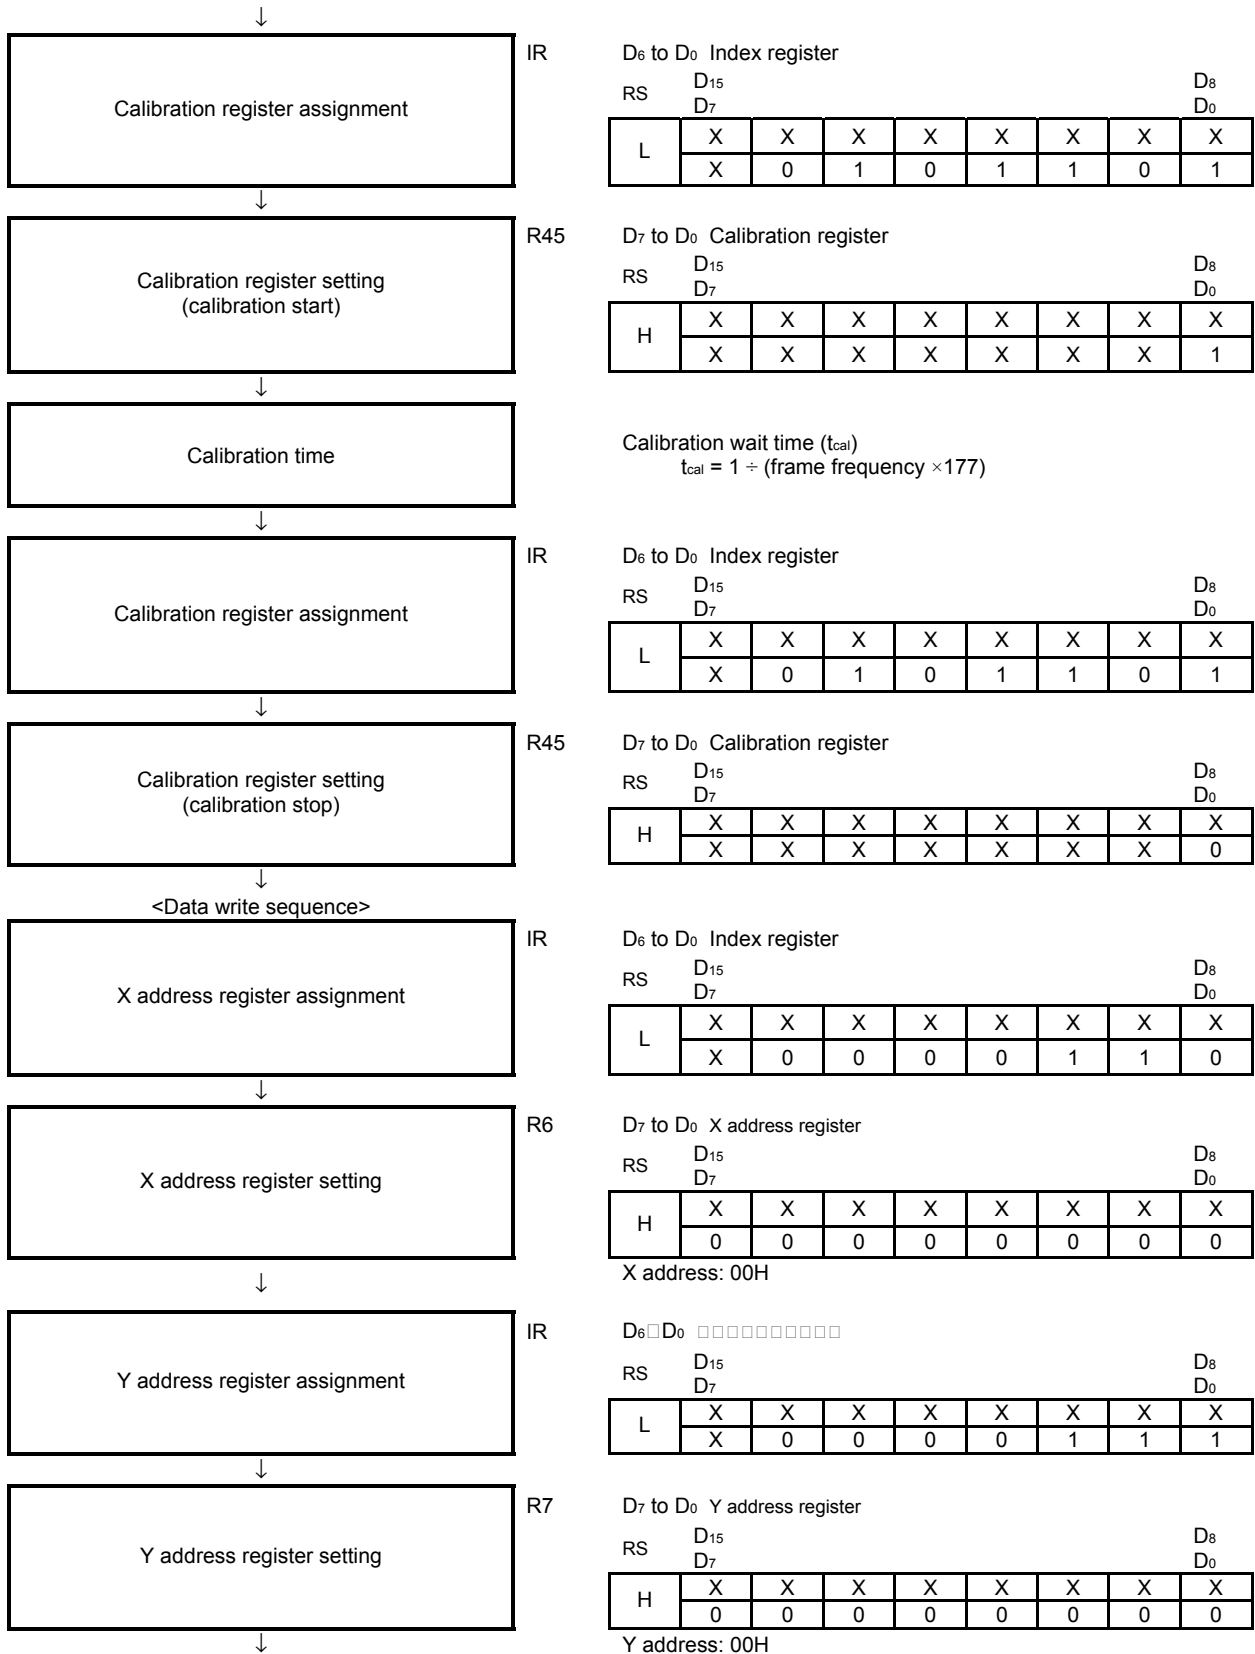 ↓
IR D6 to D0 Index register
Calibration register assignment
RS D15 D8
D7 D0
L X X X X X X X X
X 0 1 0 1 1 0 1
↓
R45 D7 to D0 Calibration register
Calibration register setting
(calibration start)
RS D15 D8
D7 D0
H X X X X X X X X
X X X X X X X 1
↓
Calibration time
Calibration wait time (tcal)
tcal = 1 ÷ (frame frequency ×177)
↓
IR D6 to D0 Index register
Calibration register assignment
RS D15 D8
D7 D0
L X X X X X X X X
X 0 1 0 1 1 0 1
↓
R45 D7 to D0 Calibration register
Calibration register setting
(calibration stop)
RS D15 D8
D7 D0
H X X X X X X X X
X X X X X X X 0
↓
<Data write sequence>
IR D6 to D0 Index register
X address register assignment
RS D15 D8
D7 D0
L X X X X X X X X
X 0 0 0 0 1 1 0
↓
R6 D7 to D0 X address register
X address register setting
RS D15 D8
D7 D0
H X X X X X X X X
0 0 0 0 0 0 0 0
X address: 00H
↓
IR D6□D0 □□□□□□□□□□
Y address register assignment
RS D15 D8
D7 D0
L X X X X X X X X
X 0 0 0 0 1 1 1
↓
R7 D7 to D0 Y address register
Y address register setting
RS D15 D8
D7 D0
H X X X X X X X X
0 0 0 0 0 0 0 0
Y address: 00H
↓